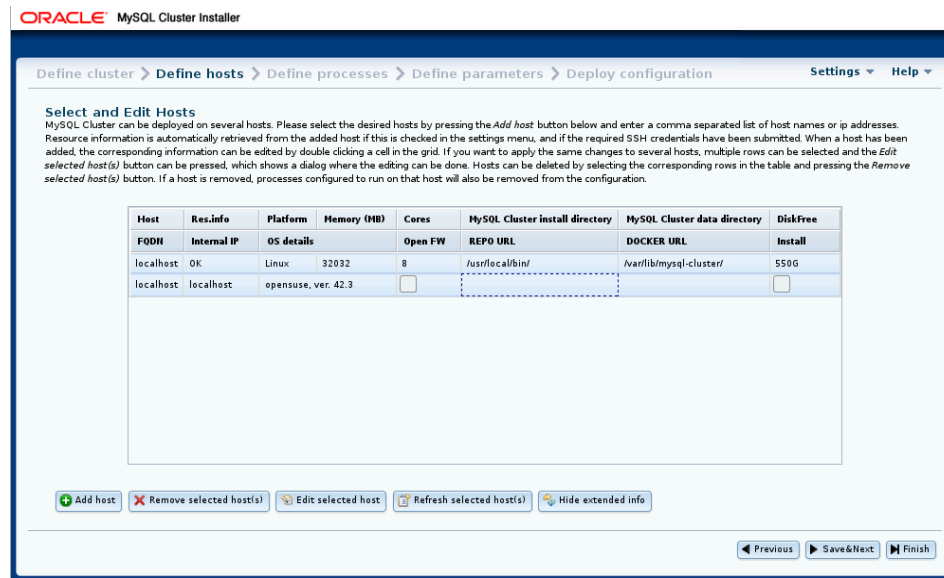 ORACLE® MySQL Cluster Installer
Define cluster > Define hosts > Define processes > Define parameters > Deploy configuration Settings Help
Select and Edit Hosts
MySQL Cluster can be deployed on several hosts. Please select the desired hosts by pressing the Add host button below and enter a comma separated list of host names or ip addresses.
Resource information is automatically retrieved from the added host if this is checked in the settings menu, and if the required SSH credentials have been submitted. When a host has been
added, the corresponding information can be edited by double clicking a cell in the grid. If you want to apply the same changes to several hosts, multiple rows can be selected and the Edit
selected host(s) button can be pressed, which shows a dialog where the editing can be done. Hosts can be deleted by selecting the corresponding rows in the table and pressing the Remove
selected host(s) button. If a host is removed, processes configured to run on that host will also be removed from the configuration.
Host Res.info Platform Memory (MB) Cores MySQL Cluster install directory MySQL Cluster data directory DiskFree
FQDN Internal IP OS details Open FW REPO URL DOCKER URL Install
localhost OK Linux 32032 8 /usr/local/bin/ /var/lib/mysql-cluster/ 550G
localhost localhost opensuse, ver. 42.3
Add host Remove selected host(s) Edit selected host Refresh selected host(s) Hide extended info
Previous Save&Next Finish